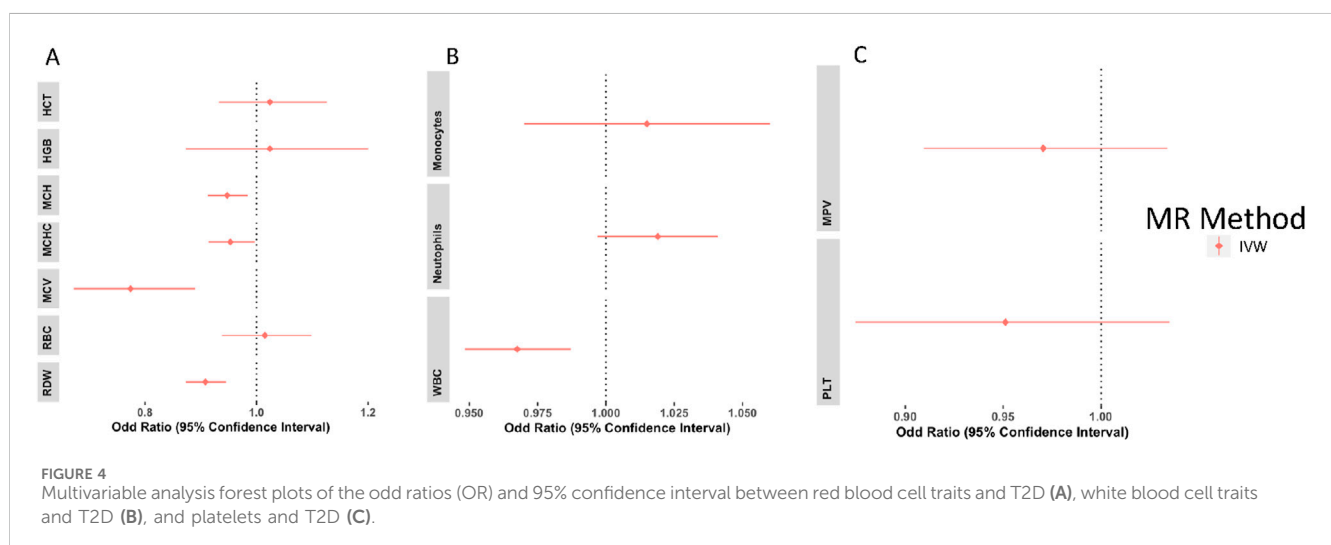 A
HCT
HGB
MCH
MCHC
MCV
RBC
RDW
0.8 1.0 1.2
Odd Ratio (95% Confidence Interval)
B
Monocytes
Neutophils
WBC
0.950 0.975 1.000 1.025 1.050
Odd Ratio (95% Confidence Interval)
C
MPV
PLT
0.90 0.95 1.00
Odd Ratio (95% Confidence Interval)
MR Method
IVW
FIGURE 4
Multivariable analysis forest plots of the odd ratios (OR) and 95% confidence interval between red blood cell traits and T2D (A), white blood cell traits
and T2D (B), and platelets and T2D (C).